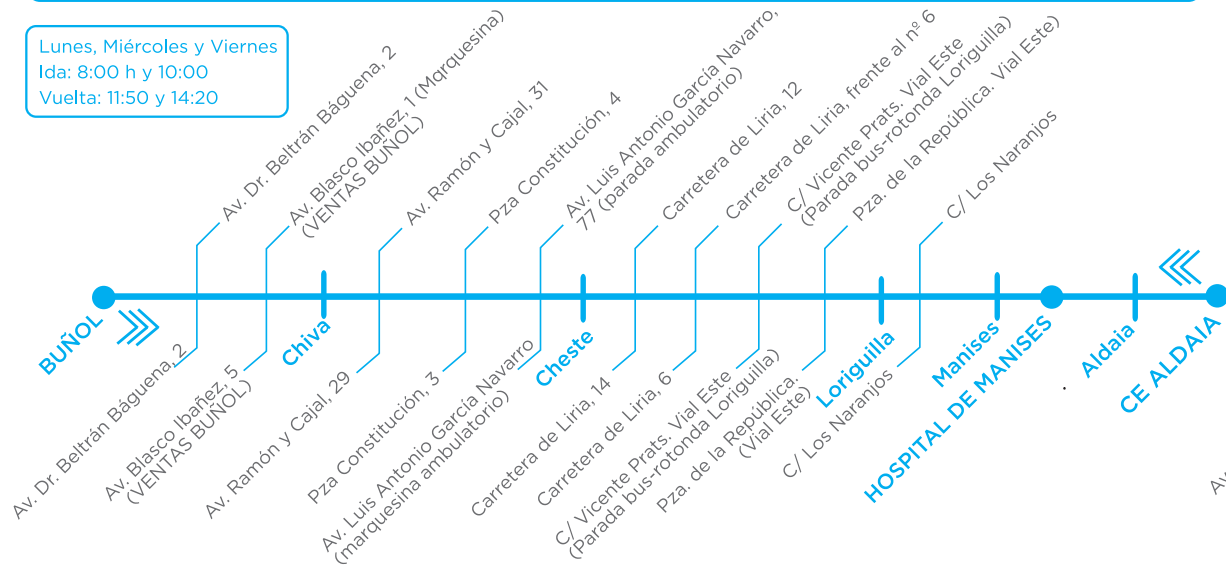 Lunes, Miércoles y Viernes
Ida: 8:00 h y 10:00
Vuelta: 11:50 y 14:20
Av. Dr. Beltrán Báguena, 2
Av. Blasco Ibañez, 1 (Mqrquesina)
(VENTAS BUÑOL)
Av. Ramón y Cajal, 31
Pza Constitución, 4
Av. Luis Antonio García Navarro,
77 (parada ambulatorio)
Carretera de Liria, 12
Carretera de Liria, frente al nº 6
C/ Vicente Prats. Vial Este
(Parada bus-rotonda Loriguilla)
Pza. de la República. Vial Este)
C/ Los Naranjos
BUÑOL
Chiva
Cheste
Loriguilla
Manises
HOSPITAL DE MANISES
Aldaia
CE ALDAIA
Av. Dr. Beltrán Báguena, 2
Av. Blasco Ibañez, 5
(VENTAS BUÑOL)
Av. Ramón y Cajal, 29
Pza Constitución, 3
Av. Luis Antonio García Navarro
(marquesina ambulatorio)
Carretera de Liria, 14
Carretera de Liria, 6
C/ Vicente Prats. Vial Este
(Parada bus-rotonda Loriguilla)
Pza. de la República.
(Vial Este)
C/ Los Naranjos
Av